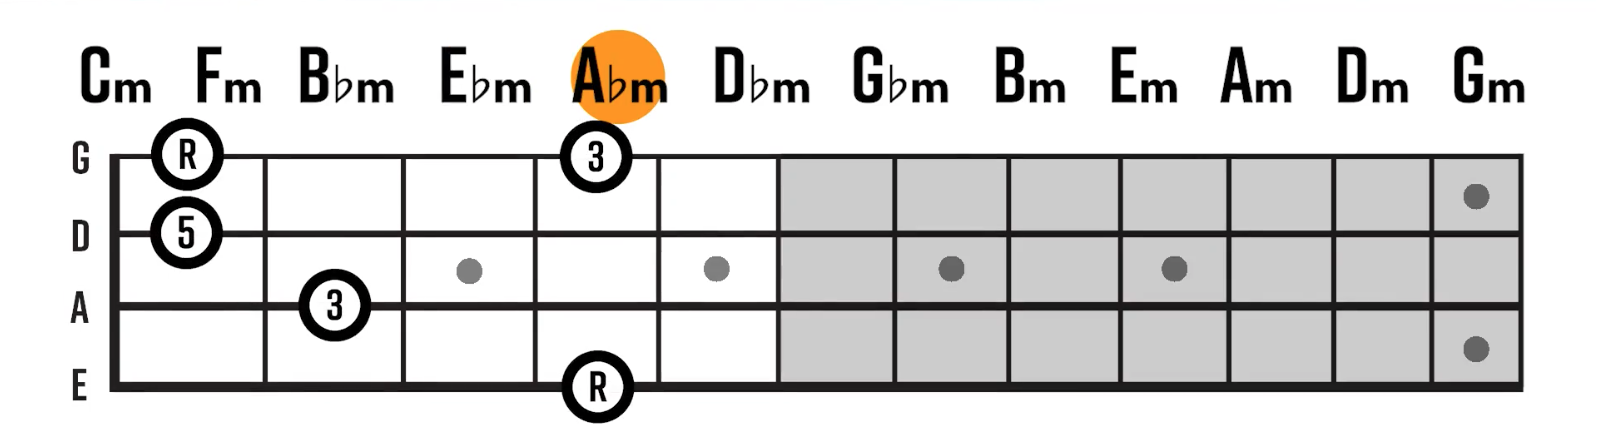 Cm Fm B♭m E♭m A♭m D♭m G♭m Bm Em Am Dm Gm
G R 3
D 5
A 3
E R